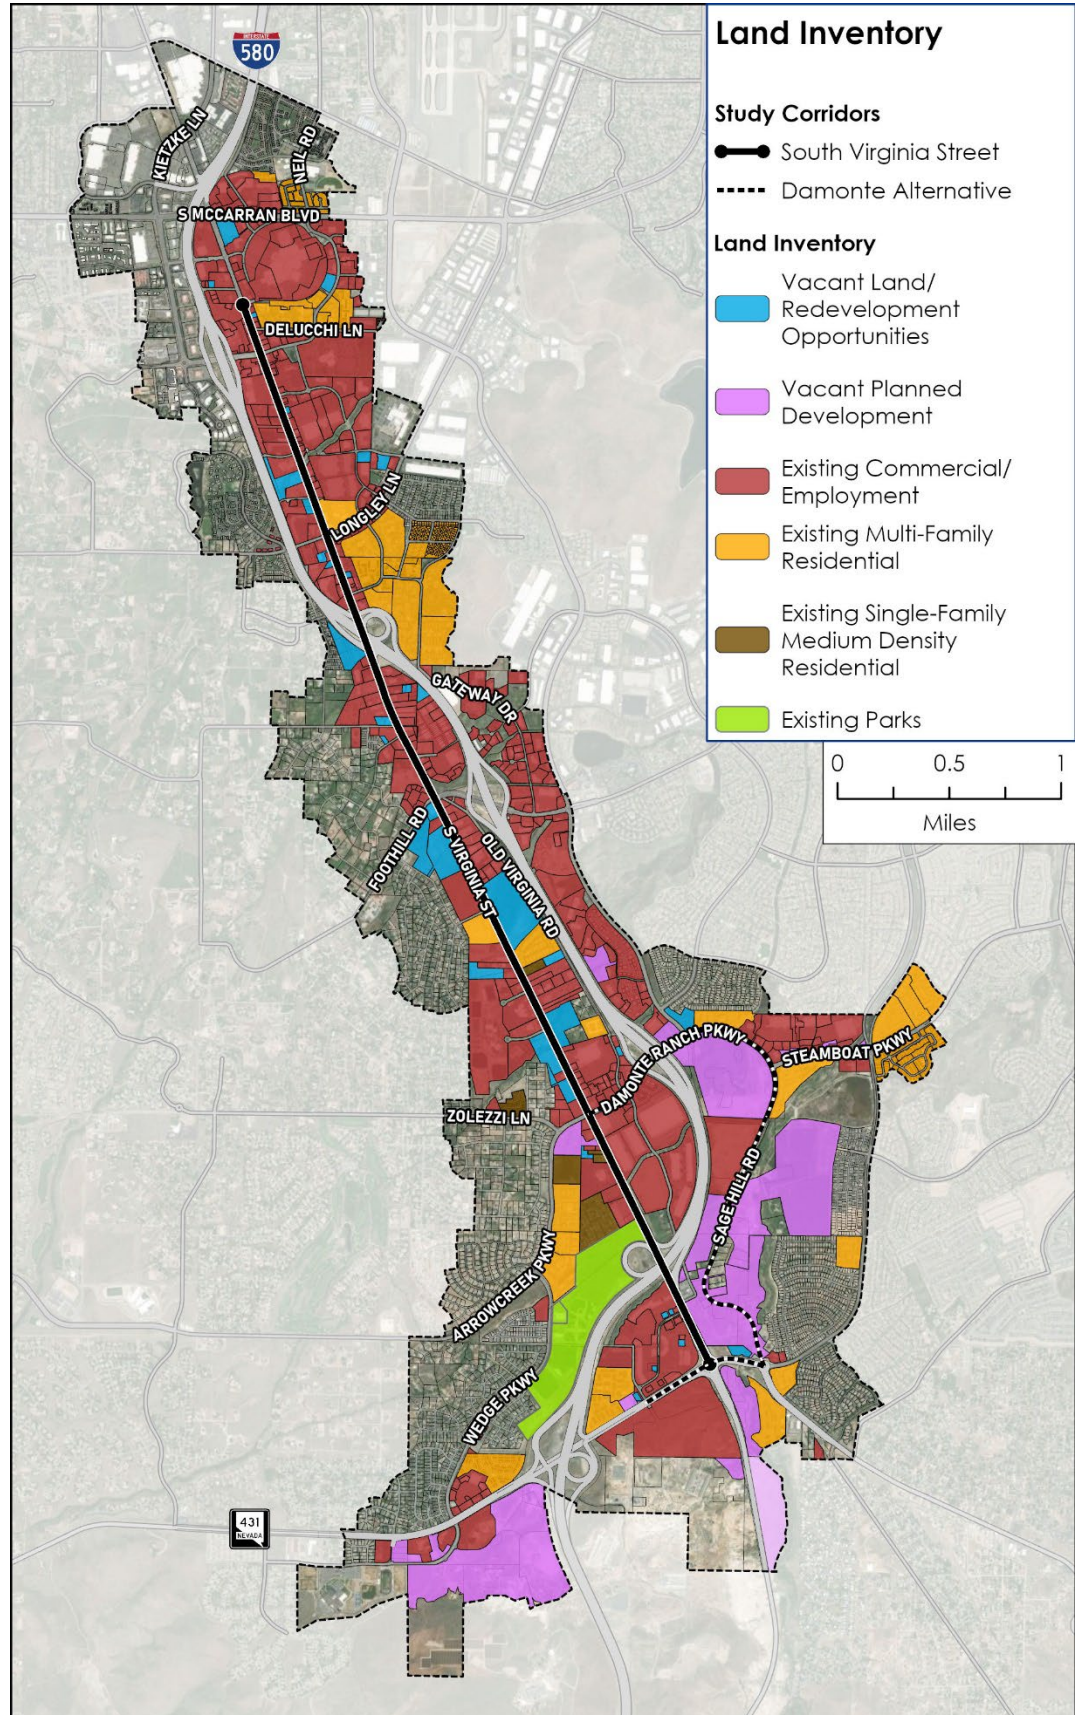 Land Inventory
Study Corridors
South Virginia Street
Damonte Alternative
Land Inventory
Vacant Land/
Redevelopment
Opportunities
Vacant Planned
Development
Existing Commercial/
Employment
Existing Multi-Family
Residential
Existing Single-Family
Medium Density
Residential
Existing Parks
0 0.5 1
Miles
INTERSTATE
580
KIETZKE LN
NEIL RD
S MCCARRAN BLVD
DELUCCHI LN
LONGLEY LN
GATEWAY DR
FOOTHILL RD
S VIRGINIA ST
OLD VIRGINIA RD
DAMONTE RANCH PKWY
STEAMBOAT PKWY
ZOLEZZI LN
SAGE HILL RD
ARROWCREEK PKWY
WEDGE PKWY
431
NEVADA